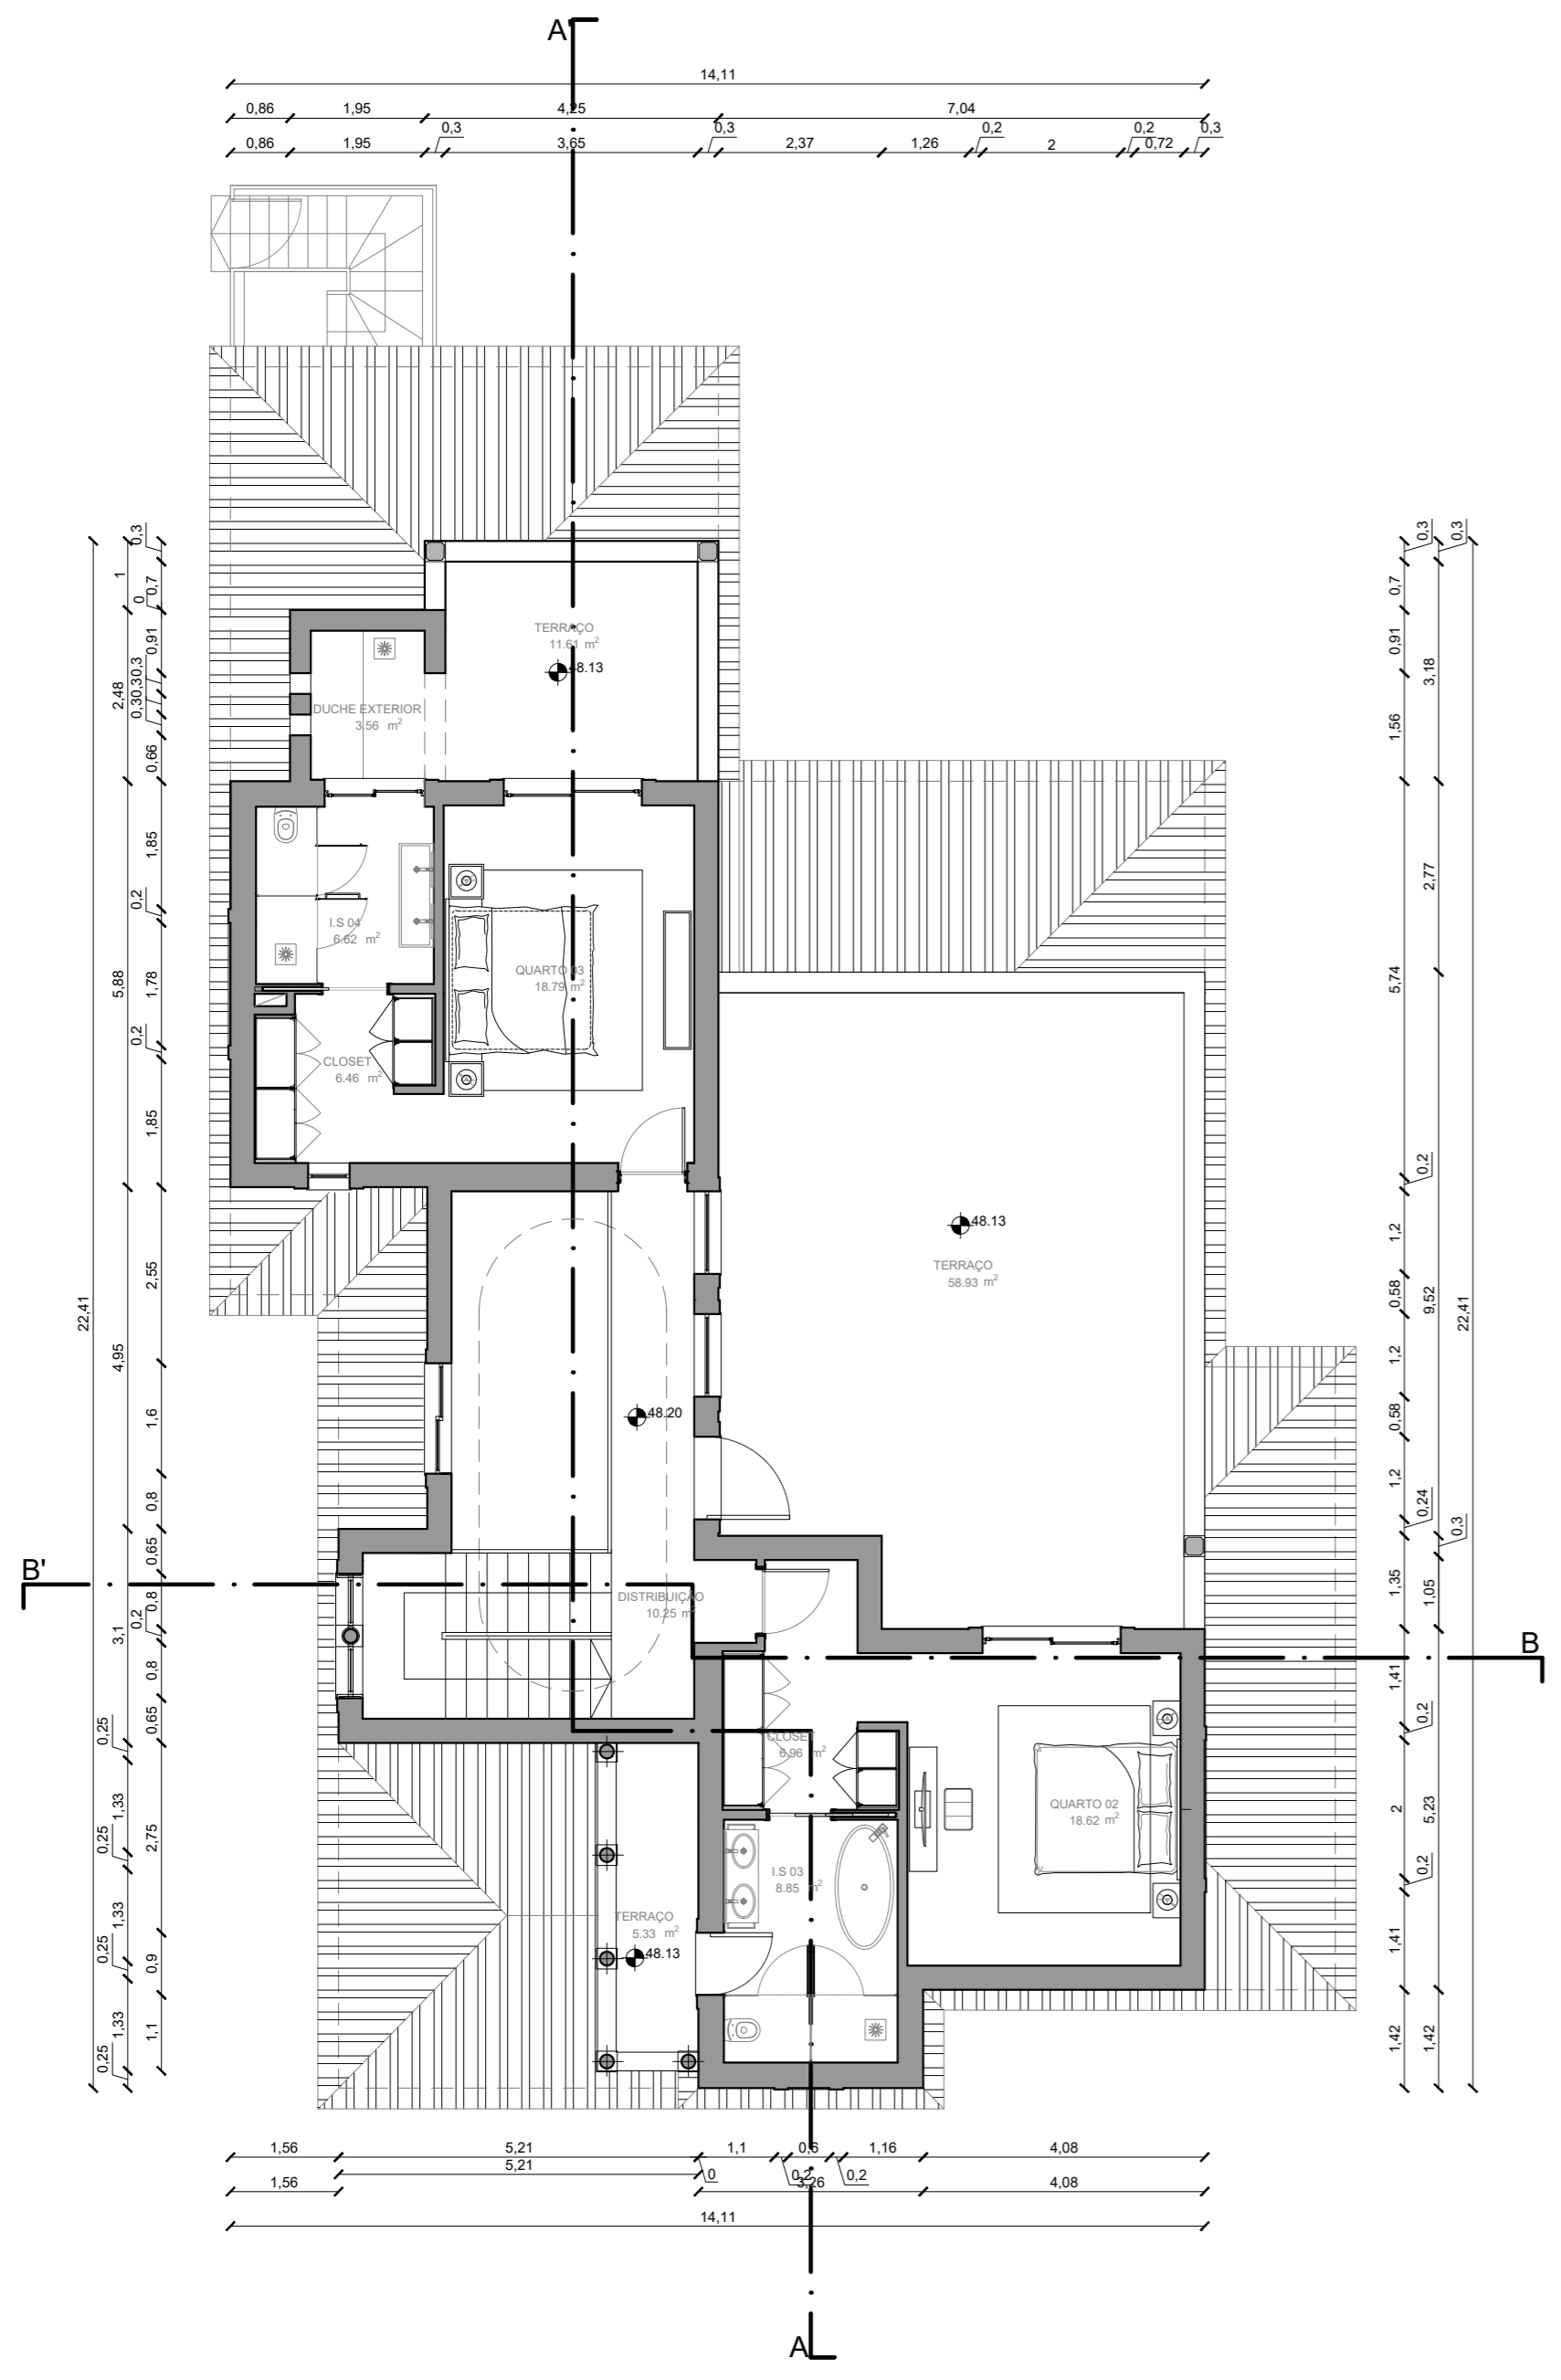 A'
14,11
0,86 1,95 4,25 7,04
0,3 0,3 0,2 0,2 0,3
0,86 1,95 3,65 2,37 1,26 2 0,72
TERRAÇO
11.61 m²
48.13
DUCHE EXTERIOR
3.56 m²
I.S 04
6.62 m²
QUARTO 03
18.79 m²
CLOSET
6.46 m²
48.13
TERRAÇO
58.93 m²
48.20
B'
DISTRIBUIÇÃO
10.25 m²
B
CLOSET
6.96 m²
QUARTO 02
18.62 m²
I.S 03
8.85 m²
TERRAÇO
5.33 m²
48.13
22,41
1
2,48
5,88
4,95
3,1
0,25
1,33
0,25
1,33
0,25
1,33
0,25
0,3
0,7
0
0,91
0,3
0,3
0,3
0,66
1,85
0,2
1,78
0,2
1,85
2,55
1,6
0,8
0,65
0,8
0,2
0,8
0,65
2,75
0,9
1,1
0,3
0,7
0,91
1,56
5,74
0,2
1,2
0,58
1,2
0,58
1,2
0,24
1,35
1,41
0,2
2
0,2
1,41
1,42
0,3
3,18
2,77
9,52
0,3
1,05
5,23
1,42
22,41
1,56 5,21 1,1 0,6 1,16 4,08
5,21 0 0,2 0,2
1,56 3,26 4,08
14,11
A